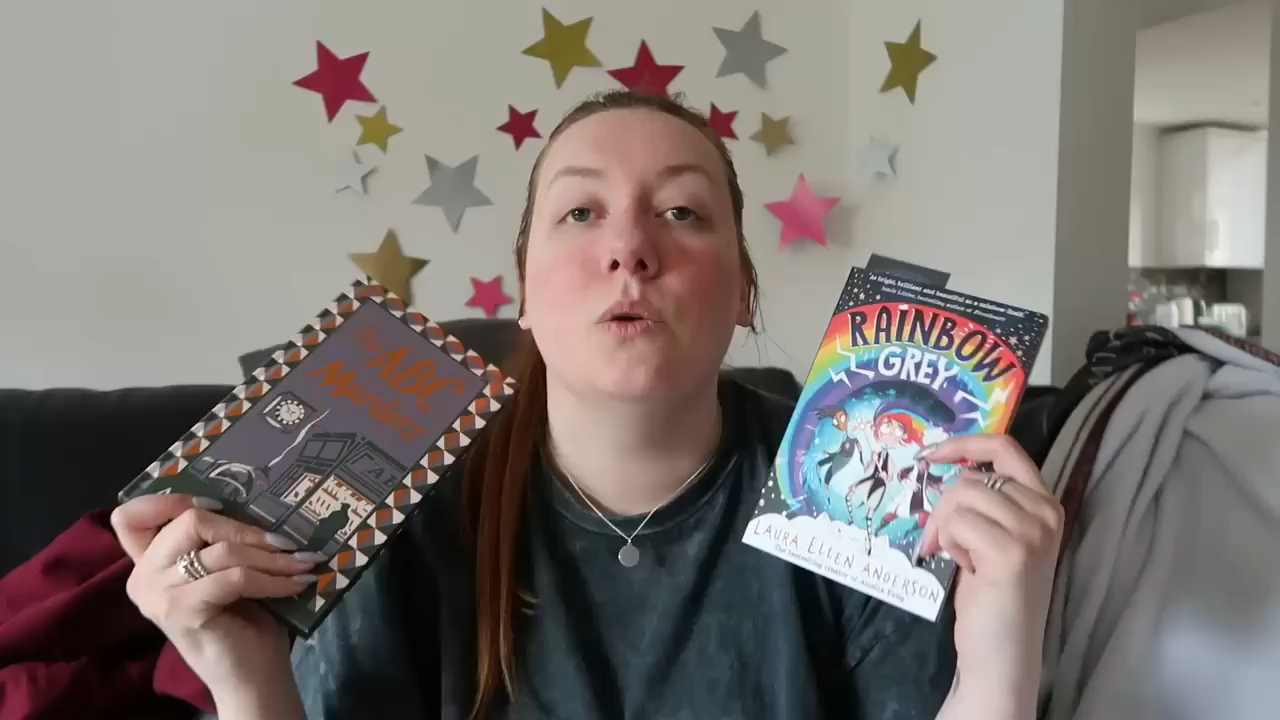 The
ABC
Murders
AB
"As bright, brilliant and beautiful as a rainbow itself"
RAINBOW
GREY
LAURA ELLEN ANDERSON
The bestselling creator of Amelia Fang